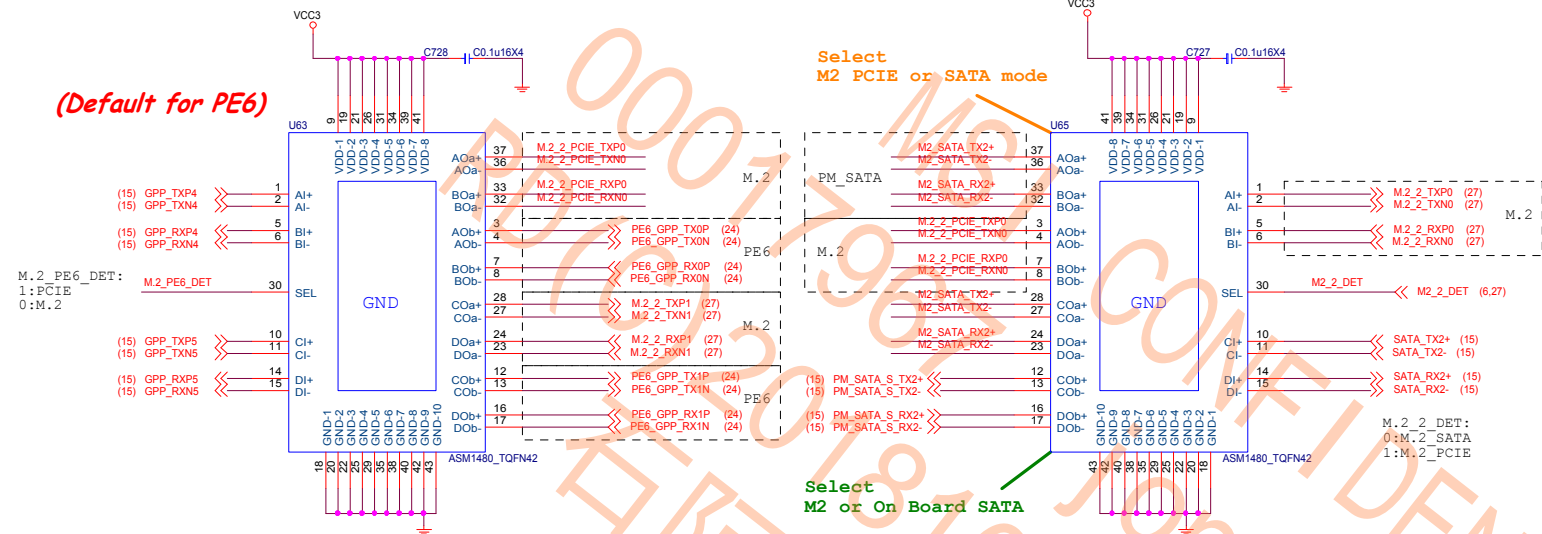 VCC3
C728
C0.1u16X4
(Default for PE6)
U63
9
19
21
26
31
34
39
41
VDD-1
VDD-2
VDD-3
VDD-4
VDD-5
VDD-6
VDD-7
VDD-8
(15) GPP_TXP4
(15) GPP_TXN4
1
2
AI+
AI-
(15) GPP_RXP4
(15) GPP_RXN4
5
6
BI+
BI-
M.2_PE6_DET:
1:PCIE
0:M.2
M.2_PE6_DET
30
SEL
GND
(15) GPP_TXP5
(15) GPP_TXN5
10
11
CI+
CI-
(15) GPP_RXP5
(15) GPP_RXN5
14
15
DI+
DI-
AOa+ 37 M.2_2_PCIE_TXP0
AOa- 36 M.2_2_PCIE_TXN0
BOa+ 33 M.2_2_PCIE_RXP0
BOa- 32 M.2_2_PCIE_RXN0
M.2
AOb+ 3 PE6_GPP_TX0P (24)
AOb- 4 PE6_GPP_TX0N (24)
PE6
BOb+ 7 PE6_GPP_RX0P (24)
BOb- 8 PE6_GPP_RX0N (24)
COa+ 28 M.2_2_TXP1 (27)
COa- 27 M.2_2_TXN1 (27)
M.2
DOa+ 24 M.2_2_RXP1 (27)
DOa- 23 M.2_2_RXN1 (27)
COb+ 12 PE6_GPP_TX1P (24)
COb- 13 PE6_GPP_TX1N (24)
PE6
DOb+ 16 PE6_GPP_RX1P (24)
DOb- 17 PE6_GPP_RX1N (24)
GND-1
GND-2
GND-3
GND-4
GND-5
GND-6
GND-7
GND-8
GND-9
GND-10
18
20
22
25
29
35
38
40
42
43
ASM1480_TQFN42
VCC3
C727
C0.1u16X4
Select
M2 PCIE or SATA mode
U65
41
39
34
31
26
21
19
9
VDD-8
VDD-7
VDD-6
VDD-5
VDD-4
VDD-3
VDD-2
VDD-1
PM_SATA
M2_SATA_TX2+ 37 AOa+
M2_SATA_TX2- 36 AOa-
M2_SATA_RX2+ 33 BOa+
M2_SATA_RX2- 32 BOa-
M.2
M.2_2_PCIE_TXP0 3 AOb+
M.2_2_PCIE_TXN0 4 AOb-
M.2_2_PCIE_RXP0 7 BOb+
M.2_2_PCIE_RXN0 8 BOb-
M2_SATA_TX2+ 28 COa+
M2_SATA_TX2- 27 COa-
M2_SATA_RX2+ 24 DOa+
M2_SATA_RX2- 23 DOa-
(15) PM_SATA_S_TX2+ 12 COb+
(15) PM_SATA_S_TX2- 13 COb-
(15) PM_SATA_S_RX2+ 16 DOb+
(15) PM_SATA_S_RX2- 17 DOb-
GND
AI+ 1 M.2_2_TXP0 (27)
AI- 2 M.2_2_TXN0 (27)
M.2
BI+ 5 M.2_2_RXP0 (27)
BI- 6 M.2_2_RXN0 (27)
SEL 30 M2_2_DET M2_2_DET (6,27)
CI+ 10 SATA_TX2+ (15)
CI- 11 SATA_TX2- (15)
DI+ 14 SATA_RX2+ (15)
DI- 15 SATA_RX2- (15)
M.2_2_DET:
0:M.2_SATA
1:M.2_PCIE
GND-10
GND-9
GND-8
GND-7
GND-6
GND-5
GND-4
GND-3
GND-2
GND-1
43
42
40
38
35
29
25
22
20
18
ASM1480_TQFN42
Select
M2 or On Board SATA
MSI CONFIDEN
00017967
RD(C)201818
石阿
jon